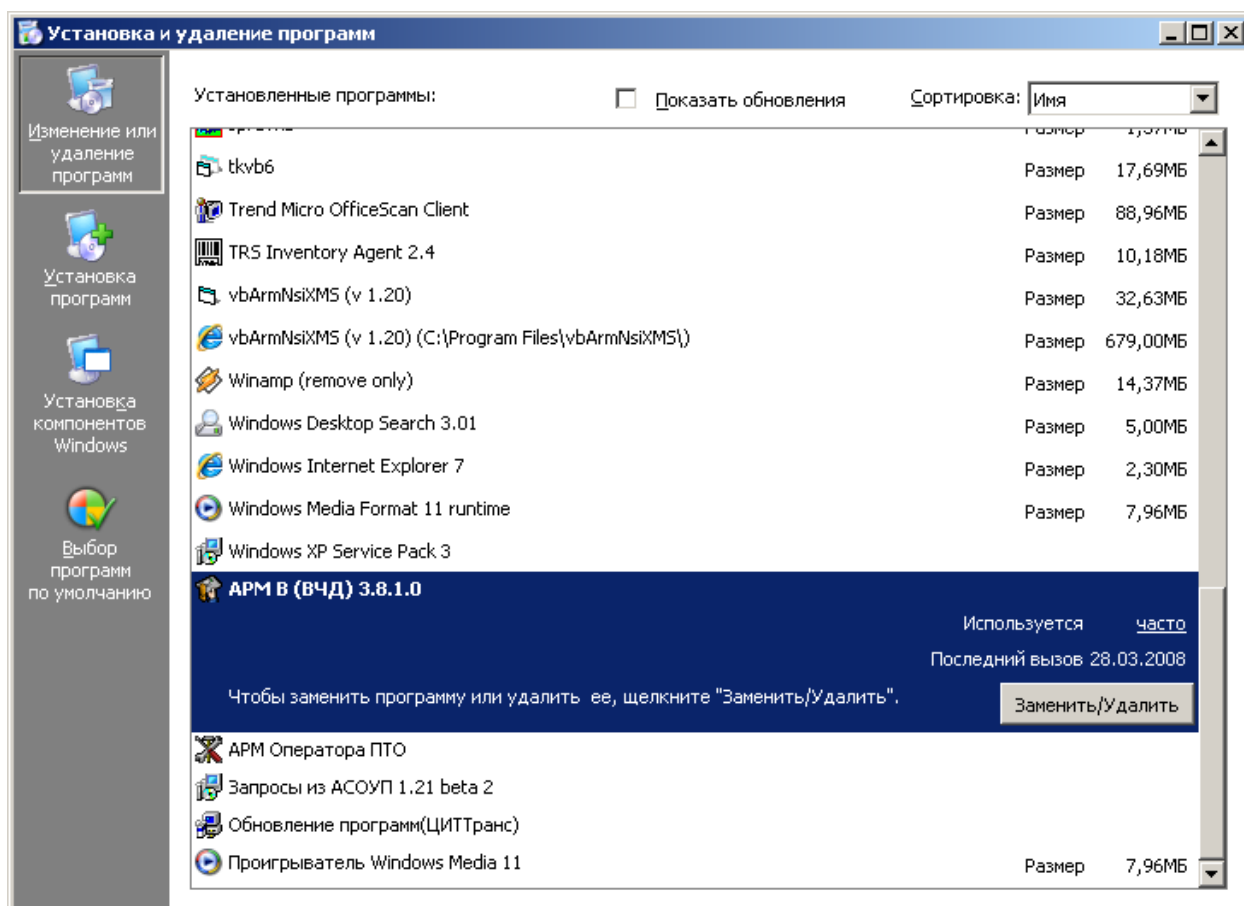 Установка и удаление программ
Изменение или
удаление
программ
Установка
программ
Установка
компонентов
Windows
Выбор
программ
по умолчанию
Установленные программы:
Показать обновления
Сортировка: Имя
Размер 1,37МБ
tkvb6 Размер 17,69МБ
Trend Micro OfficeScan Client Размер 88,96МБ
TRS Inventory Agent 2.4 Размер 10,18МБ
vbArmNsiXMS (v 1.20) Размер 32,63МБ
vbArmNsiXMS (v 1.20) (C:\Program Files\vbArmNsiXMS\) Размер 679,00МБ
Winamp (remove only) Размер 14,37МБ
Windows Desktop Search 3.01 Размер 5,00МБ
Windows Internet Explorer 7 Размер 2,30МБ
Windows Media Format 11 runtime Размер 7,96МБ
Windows XP Service Pack 3
АРМ В (ВЧД) 3.8.1.0
Используется часто
Последний вызов 28.03.2008
Чтобы заменить программу или удалить ее, щелкните "Заменить/Удалить".
Заменить/Удалить
АРМ Оператора ПТО
Запросы из АСОУП 1.21 beta 2
Обновление программ(ЦИТТранс)
Проигрыватель Windows Media 11 Размер 7,96МБ